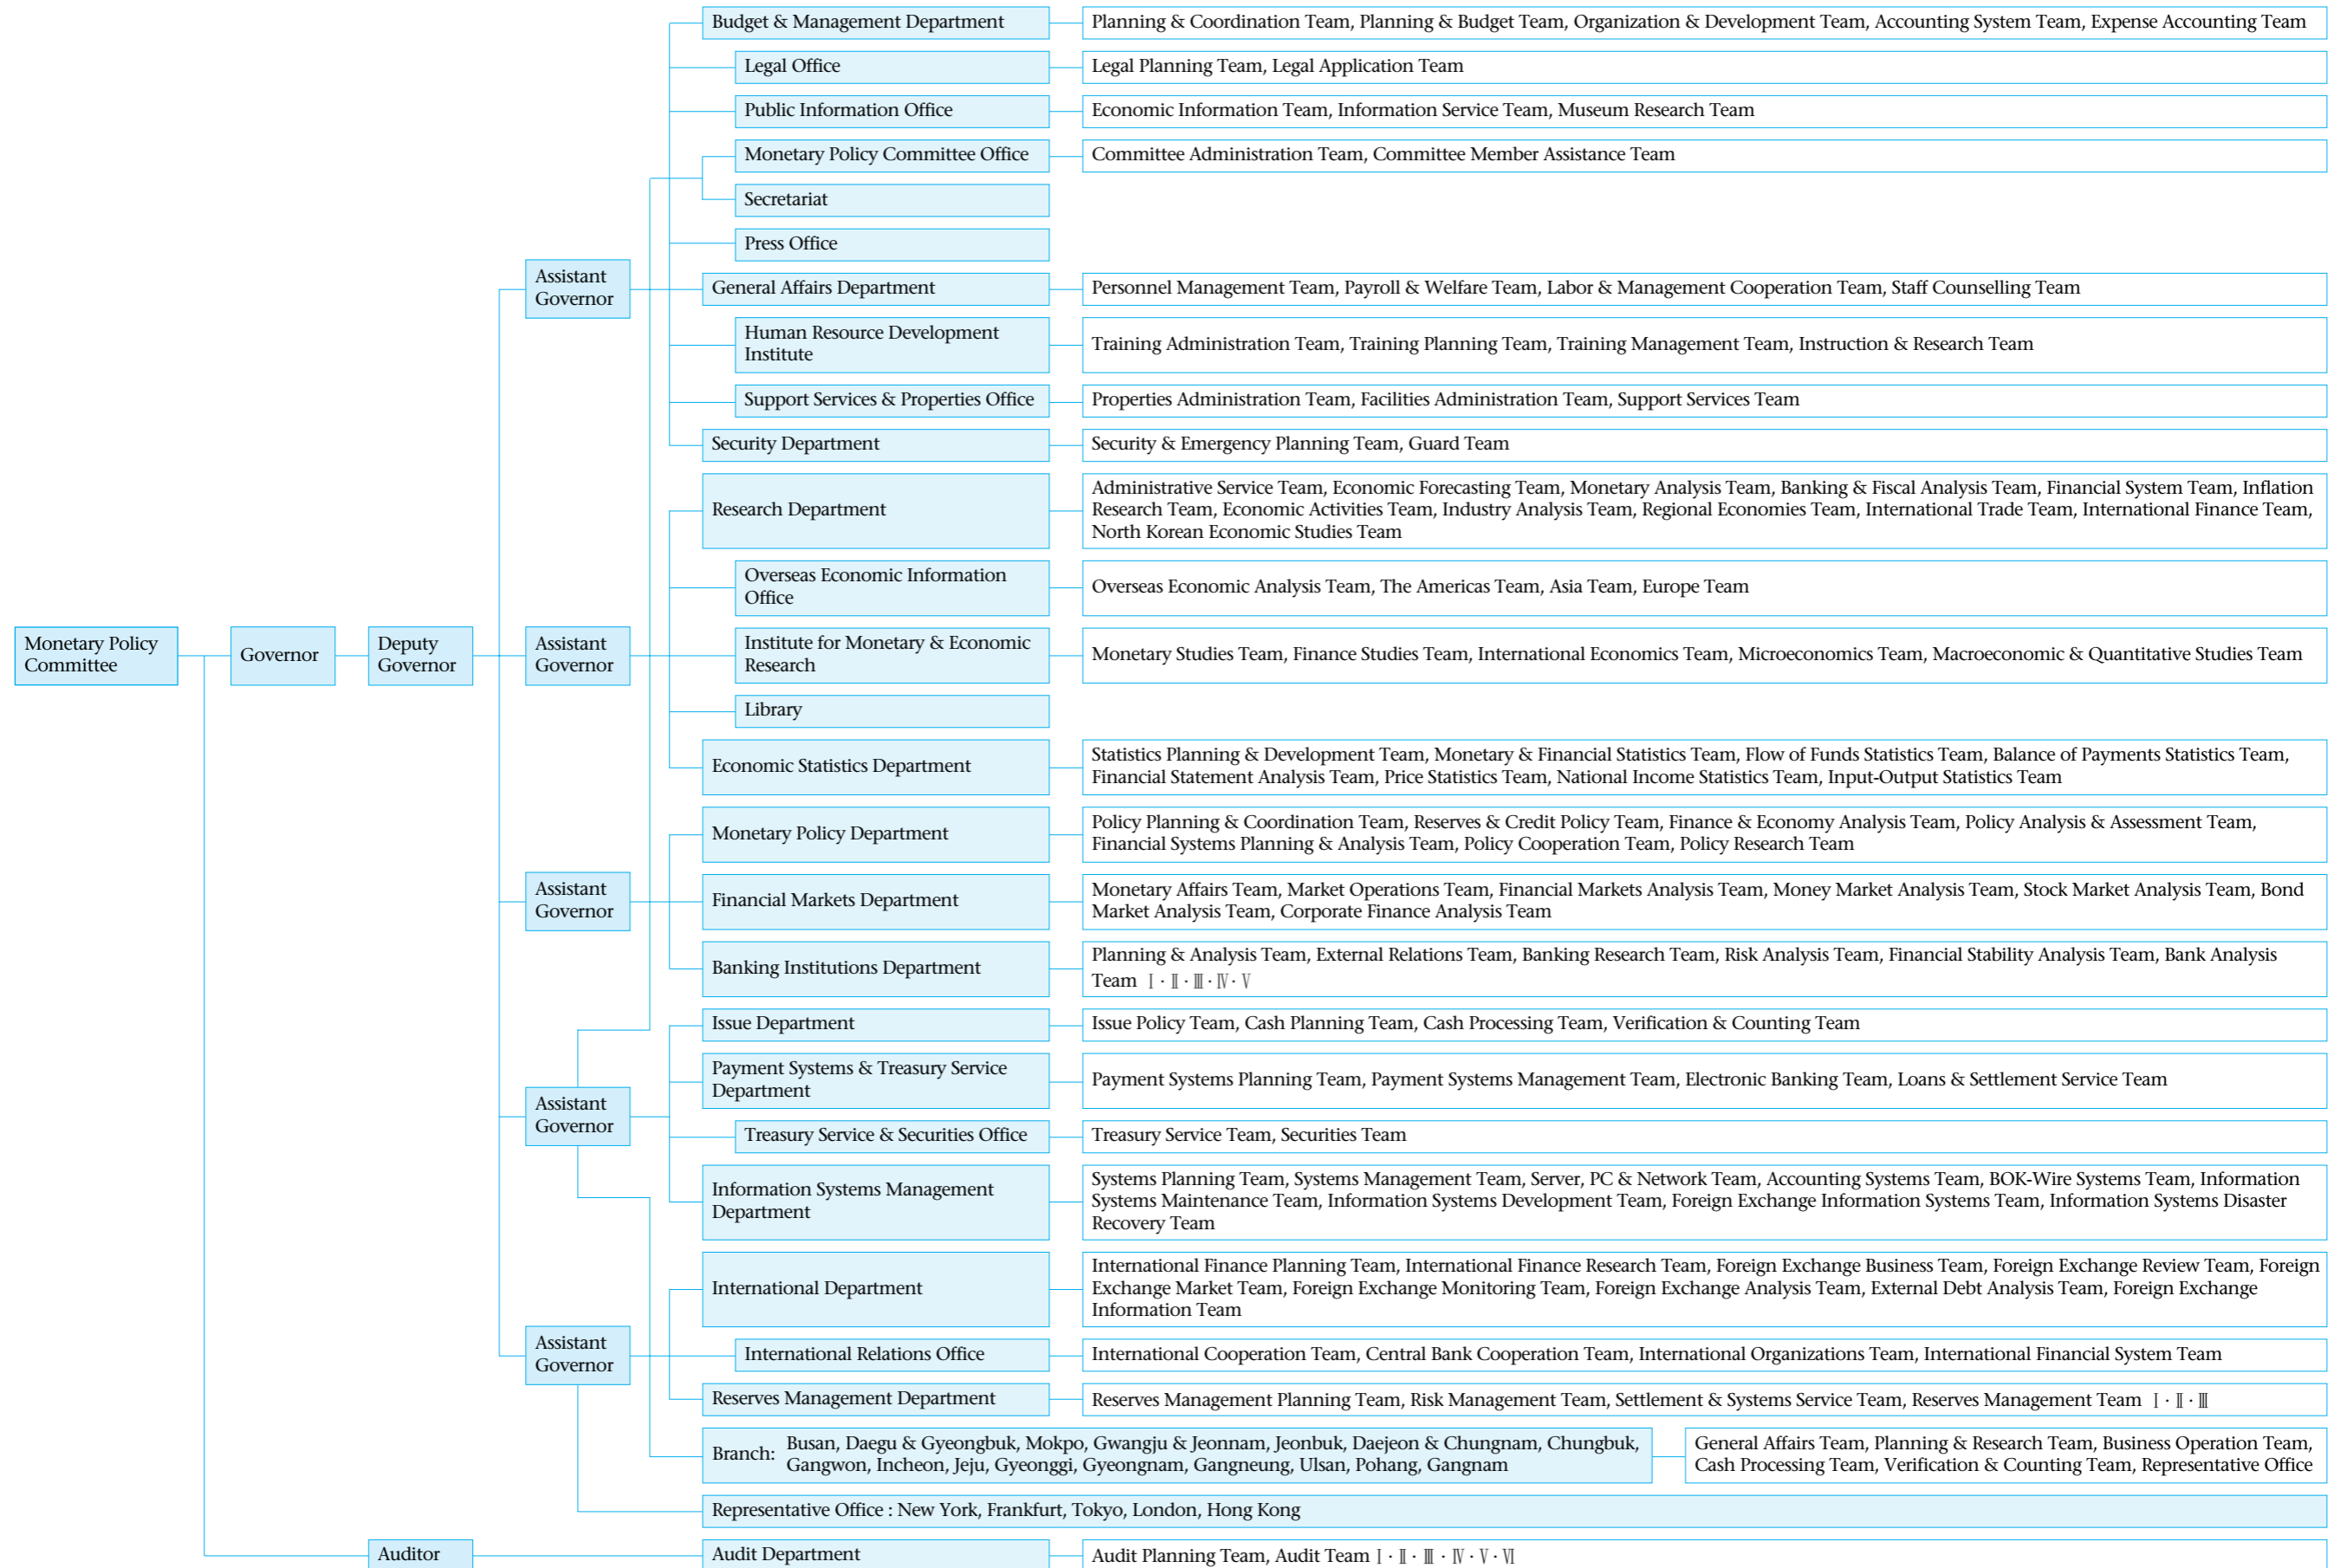 Budget & Management Department
Planning & Coordination Team, Planning & Budget Team, Organization & Development Team, Accounting System Team, Expense Accounting Team
Legal Office
Legal Planning Team, Legal Application Team
Public Information Office
Economic Information Team, Information Service Team, Museum Research Team
Monetary Policy Committee Office
Committee Administration Team, Committee Member Assistance Team
Secretariat
Press Office
Assistant
Governor
General Affairs Department
Personnel Management Team, Payroll & Welfare Team, Labor & Management Cooperation Team, Staff Counselling Team
Human Resource Development
Institute
Training Administration Team, Training Planning Team, Training Management Team, Instruction & Research Team
Support Services & Properties Office
Properties Administration Team, Facilities Administration Team, Support Services Team
Security Department
Security & Emergency Planning Team, Guard Team
Research Department
Administrative Service Team, Economic Forecasting Team, Monetary Analysis Team, Banking & Fiscal Analysis Team, Financial System Team, Inflation
Research Team, Economic Activities Team, Industry Analysis Team, Regional Economies Team, International Trade Team, International Finance Team,
North Korean Economic Studies Team
Overseas Economic Information
Office
Overseas Economic Analysis Team, The Americas Team, Asia Team, Europe Team
Monetary Policy
Committee
Governor
Deputy
Governor
Assistant
Governor
Institute for Monetary & Economic
Research
Monetary Studies Team, Finance Studies Team, International Economics Team, Microeconomics Team, Macroeconomic & Quantitative Studies Team
Library
Economic Statistics Department
Statistics Planning & Development Team, Monetary & Financial Statistics Team, Flow of Funds Statistics Team, Balance of Payments Statistics Team,
Financial Statement Analysis Team, Price Statistics Team, National Income Statistics Team, Input-Output Statistics Team
Monetary Policy Department
Policy Planning & Coordination Team, Reserves & Credit Policy Team, Finance & Economy Analysis Team, Policy Analysis & Assessment Team,
Financial Systems Planning & Analysis Team, Policy Cooperation Team, Policy Research Team
Assistant
Governor
Financial Markets Department
Monetary Affairs Team, Market Operations Team, Financial Markets Analysis Team, Money Market Analysis Team, Stock Market Analysis Team, Bond
Market Analysis Team, Corporate Finance Analysis Team
Banking Institutions Department
Planning & Analysis Team, External Relations Team, Banking Research Team, Risk Analysis Team, Financial Stability Analysis Team, Bank Analysis
Team Ⅰ · Ⅱ · Ⅲ · Ⅳ · Ⅴ
Issue Department
Issue Policy Team, Cash Planning Team, Cash Processing Team, Verification & Counting Team
Payment Systems & Treasury Service
Department
Payment Systems Planning Team, Payment Systems Management Team, Electronic Banking Team, Loans & Settlement Service Team
Assistant
Governor
Treasury Service & Securities Office
Treasury Service Team, Securities Team
Information Systems Management
Department
Systems Planning Team, Systems Management Team, Server, PC & Network Team, Accounting Systems Team, BOK-Wire Systems Team, Information
Systems Maintenance Team, Information Systems Development Team, Foreign Exchange Information Systems Team, Information Systems Disaster
Recovery Team
International Department
International Finance Planning Team, International Finance Research Team, Foreign Exchange Business Team, Foreign Exchange Review Team, Foreign
Exchange Market Team, Foreign Exchange Monitoring Team, Foreign Exchange Analysis Team, External Debt Analysis Team, Foreign Exchange
Information Team
Assistant
Governor
International Relations Office
International Cooperation Team, Central Bank Cooperation Team, International Organizations Team, International Financial System Team
Reserves Management Department
Reserves Management Planning Team, Risk Management Team, Settlement & Systems Service Team, Reserves Management Team Ⅰ · Ⅱ · Ⅲ
Branch: Busan, Daegu & Gyeongbuk, Mokpo, Gwangju & Jeonnam, Jeonbuk, Daejeon & Chungnam, Chungbuk,
Gangwon, Incheon, Jeju, Gyeonggi, Gyeongnam, Gangneung, Ulsan, Pohang, Gangnam
General Affairs Team, Planning & Research Team, Business Operation Team,
Cash Processing Team, Verification & Counting Team, Representative Office
Representative Office : New York, Frankfurt, Tokyo, London, Hong Kong
Auditor
Audit Department
Audit Planning Team, Audit Team Ⅰ · Ⅱ · Ⅲ · Ⅳ · Ⅴ · Ⅵ